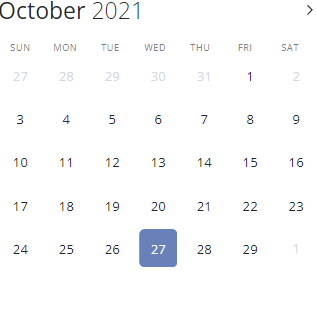 October 2021
SUN MON TUE WED THU FRI SAT
27 28 29 30 31 1 2
3 4 5 6 7 8 9
10 11 12 13 14 15 16
17 18 19 20 21 22 23
24 25 26 27 28 29 1